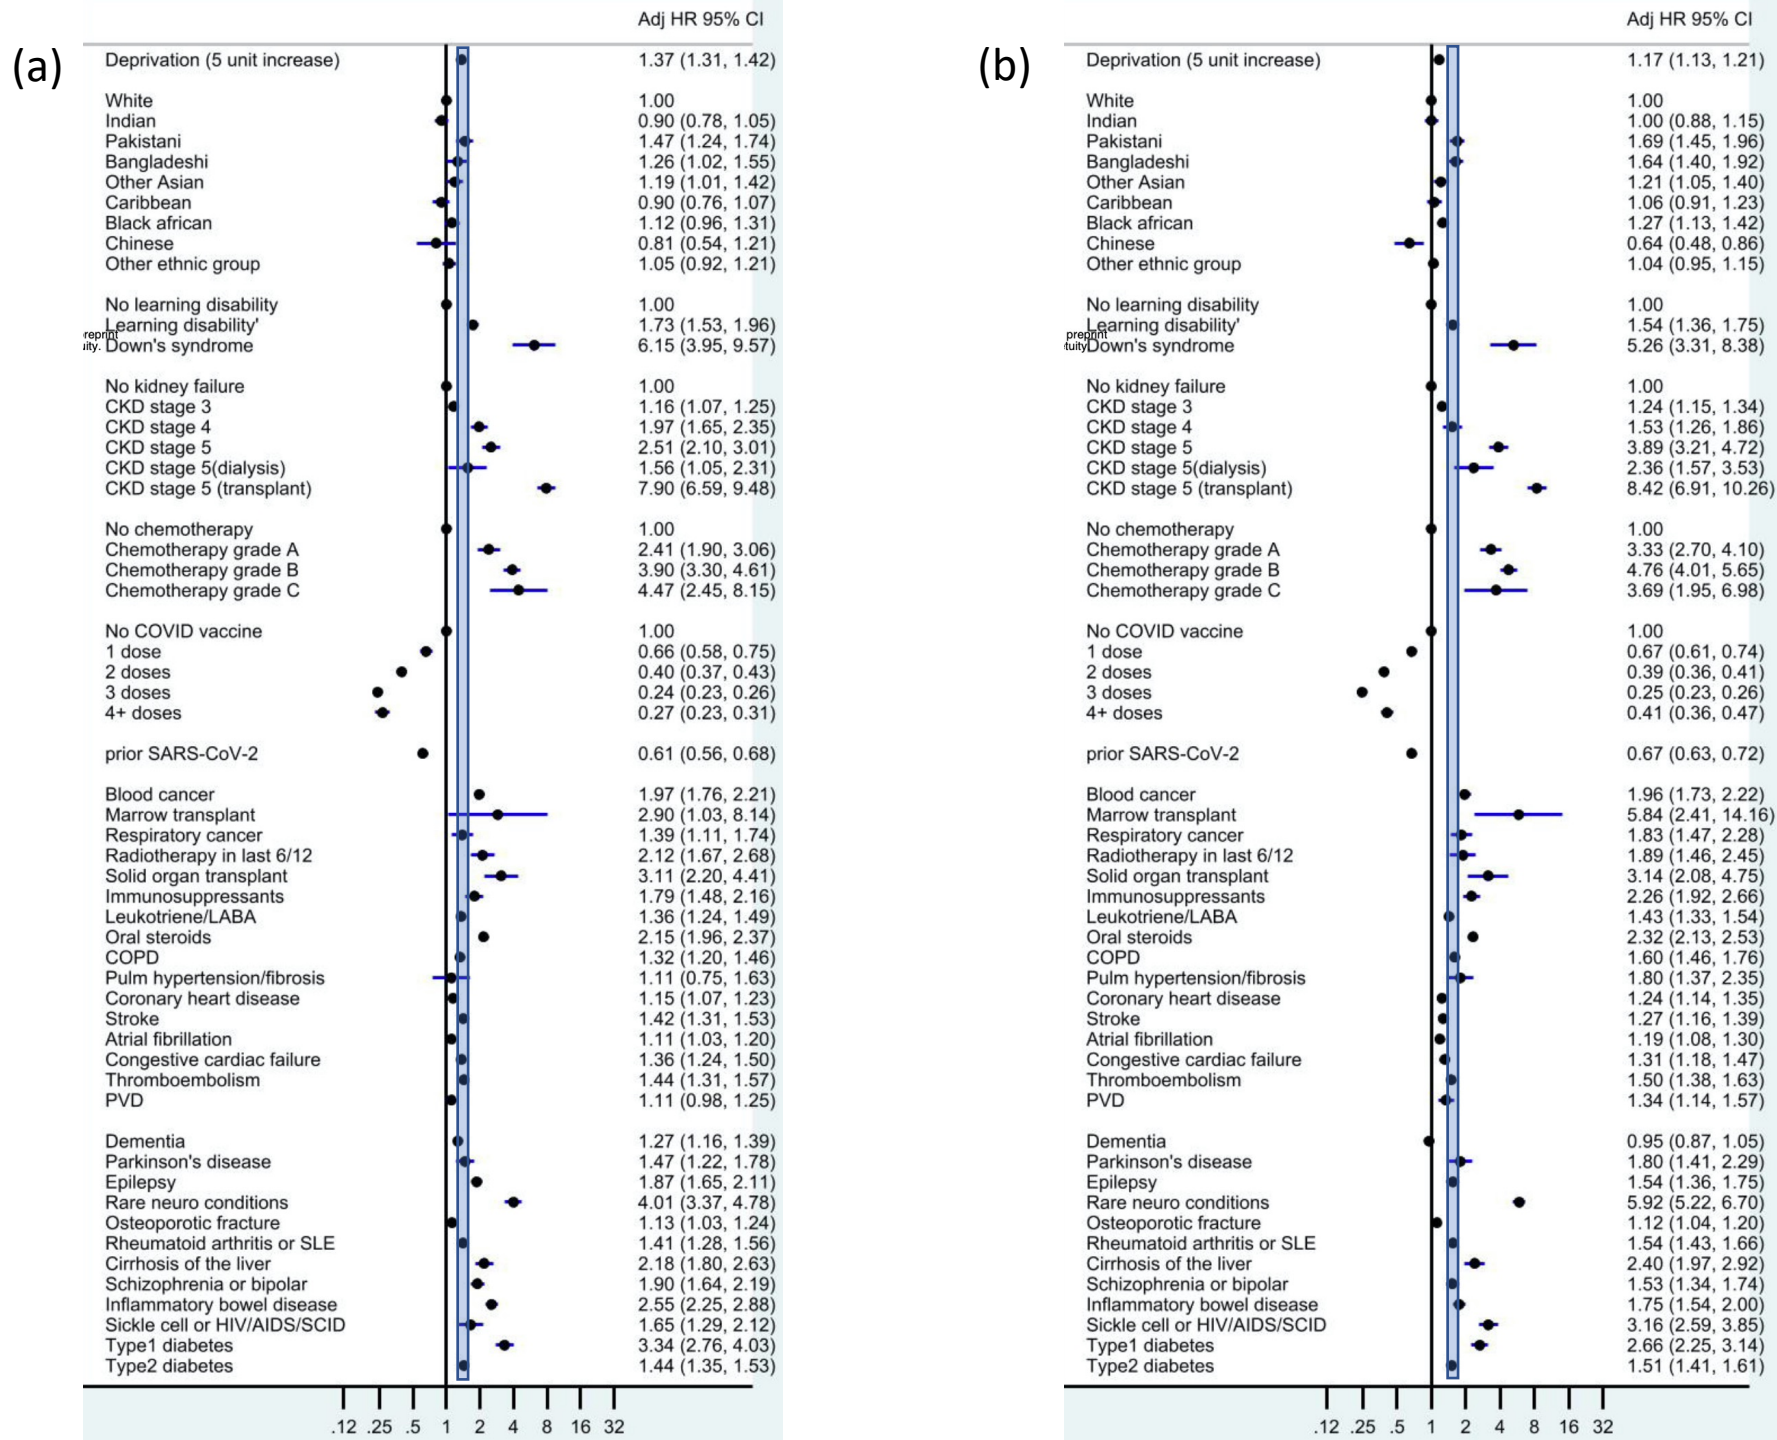 (a)
Adj HR 95% CI
Deprivation (5 unit increase) 1.37 (1.31, 1.42)
White 1.00
Indian 0.90 (0.78, 1.05)
Pakistani 1.47 (1.24, 1.74)
Bangladeshi 1.26 (1.02, 1.55)
Other Asian 1.19 (1.01, 1.42)
Caribbean 0.90 (0.76, 1.07)
Black african 1.12 (0.96, 1.31)
Chinese 0.81 (0.54, 1.21)
Other ethnic group 1.05 (0.92, 1.21)
No learning disability 1.00
Learning disability' 1.73 (1.53, 1.96)
Down's syndrome 6.15 (3.95, 9.57)
No kidney failure 1.00
CKD stage 3 1.16 (1.07, 1.25)
CKD stage 4 1.97 (1.65, 2.35)
CKD stage 5 2.51 (2.10, 3.01)
CKD stage 5(dialysis) 1.56 (1.05, 2.31)
CKD stage 5 (transplant) 7.90 (6.59, 9.48)
No chemotherapy 1.00
Chemotherapy grade A 2.41 (1.90, 3.06)
Chemotherapy grade B 3.90 (3.30, 4.61)
Chemotherapy grade C 4.47 (2.45, 8.15)
No COVID vaccine 1.00
1 dose 0.66 (0.58, 0.75)
2 doses 0.40 (0.37, 0.43)
3 doses 0.24 (0.23, 0.26)
4+ doses 0.27 (0.23, 0.31)
prior SARS-CoV-2 0.61 (0.56, 0.68)
Blood cancer 1.97 (1.76, 2.21)
Marrow transplant 2.90 (1.03, 8.14)
Respiratory cancer 1.39 (1.11, 1.74)
Radiotherapy in last 6/12 2.12 (1.67, 2.68)
Solid organ transplant 3.11 (2.20, 4.41)
Immunosuppressants 1.79 (1.48, 2.16)
Leukotriene/LABA 1.36 (1.24, 1.49)
Oral steroids 2.15 (1.96, 2.37)
COPD 1.32 (1.20, 1.46)
Pulm hypertension/fibrosis 1.11 (0.75, 1.63)
Coronary heart disease 1.15 (1.07, 1.23)
Stroke 1.42 (1.31, 1.53)
Atrial fibrillation 1.11 (1.03, 1.20)
Congestive cardiac failure 1.36 (1.24, 1.50)
Thromboembolism 1.44 (1.31, 1.57)
PVD 1.11 (0.98, 1.25)
Dementia 1.27 (1.16, 1.39)
Parkinson's disease 1.47 (1.22, 1.78)
Epilepsy 1.87 (1.65, 2.11)
Rare neuro conditions 4.01 (3.37, 4.78)
Osteoporotic fracture 1.13 (1.03, 1.24)
Rheumatoid arthritis or SLE 1.41 (1.28, 1.56)
Cirrhosis of the liver 2.18 (1.80, 2.63)
Schizophrenia or bipolar 1.90 (1.64, 2.19)
Inflammatory bowel disease 2.55 (2.25, 2.88)
Sickle cell or HIV/AIDS/SCID 1.65 (1.29, 2.12)
Type1 diabetes 3.34 (2.76, 4.03)
Type2 diabetes 1.44 (1.35, 1.53)
.12 .25 .5 1 2 4 8 16 32
(b)
Adj HR 95% CI
Deprivation (5 unit increase) 1.17 (1.13, 1.21)
White 1.00
Indian 1.00 (0.88, 1.15)
Pakistani 1.69 (1.45, 1.96)
Bangladeshi 1.64 (1.40, 1.92)
Other Asian 1.21 (1.05, 1.40)
Caribbean 1.06 (0.91, 1.23)
Black african 1.27 (1.13, 1.42)
Chinese 0.64 (0.48, 0.86)
Other ethnic group 1.04 (0.95, 1.15)
No learning disability 1.00
Learning disability' 1.54 (1.36, 1.75)
preprint
Down's syndrome 5.26 (3.31, 8.38)
No kidney failure 1.00
CKD stage 3 1.24 (1.15, 1.34)
CKD stage 4 1.53 (1.26, 1.86)
CKD stage 5 3.89 (3.21, 4.72)
CKD stage 5(dialysis) 2.36 (1.57, 3.53)
CKD stage 5 (transplant) 8.42 (6.91, 10.26)
No chemotherapy 1.00
Chemotherapy grade A 3.33 (2.70, 4.10)
Chemotherapy grade B 4.76 (4.01, 5.65)
Chemotherapy grade C 3.69 (1.95, 6.98)
No COVID vaccine 1.00
1 dose 0.67 (0.61, 0.74)
2 doses 0.39 (0.36, 0.41)
3 doses 0.25 (0.23, 0.26)
4+ doses 0.41 (0.36, 0.47)
prior SARS-CoV-2 0.67 (0.63, 0.72)
Blood cancer 1.96 (1.73, 2.22)
Marrow transplant 5.84 (2.41, 14.16)
Respiratory cancer 1.83 (1.47, 2.28)
Radiotherapy in last 6/12 1.89 (1.46, 2.45)
Solid organ transplant 3.14 (2.08, 4.75)
Immunosuppressants 2.26 (1.92, 2.66)
Leukotriene/LABA 1.43 (1.33, 1.54)
Oral steroids 2.32 (2.13, 2.53)
COPD 1.60 (1.46, 1.76)
Pulm hypertension/fibrosis 1.80 (1.37, 2.35)
Coronary heart disease 1.24 (1.14, 1.35)
Stroke 1.27 (1.16, 1.39)
Atrial fibrillation 1.19 (1.08, 1.30)
Congestive cardiac failure 1.31 (1.18, 1.47)
Thromboembolism 1.50 (1.38, 1.63)
PVD 1.34 (1.14, 1.57)
Dementia 0.95 (0.87, 1.05)
Parkinson's disease 1.80 (1.41, 2.29)
Epilepsy 1.54 (1.36, 1.75)
Rare neuro conditions 5.92 (5.22, 6.70)
Osteoporotic fracture 1.12 (1.04, 1.20)
Rheumatoid arthritis or SLE 1.54 (1.43, 1.66)
Cirrhosis of the liver 2.40 (1.97, 2.92)
Schizophrenia or bipolar 1.53 (1.34, 1.74)
Inflammatory bowel disease 1.75 (1.54, 2.00)
Sickle cell or HIV/AIDS/SCID 3.16 (2.59, 3.85)
Type1 diabetes 2.66 (2.25, 3.14)
Type2 diabetes 1.51 (1.41, 1.61)
.12 .25 .5 1 2 4 8 16 32